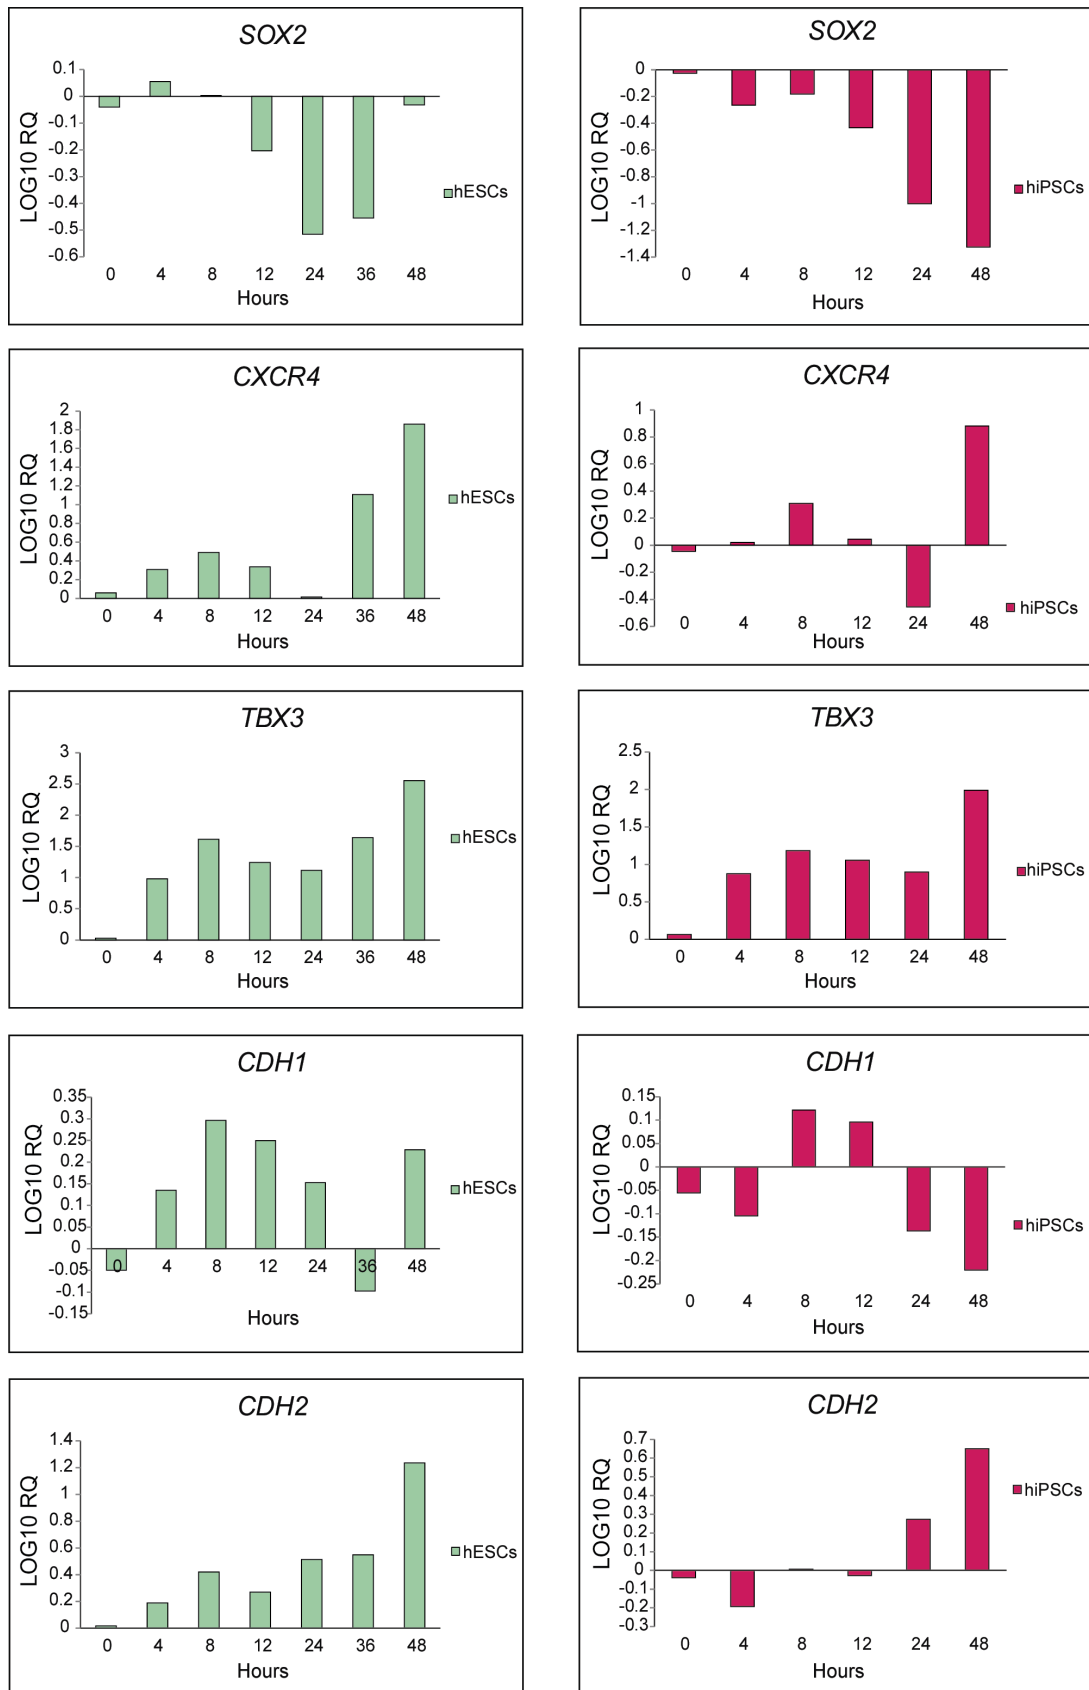 SOX2
LOG10 RQ
0.1
0
-0.1
-0.2
-0.3
-0.4
-0.5
-0.6
0 4 8 12 24 36 48
Hours
hESCs
SOX2
LOG10 RQ
0
-0.2
-0.4
-0.6
-0.8
-1
-1.2
-1.4
0 4 8 12 24 48
Hours
hiPSCs
CXCR4
LOG10 RQ
2
1.8
1.6
1.4
1.2
1
0.8
0.6
0.4
0.2
0
0 4 8 12 24 36 48
Hours
hESCs
CXCR4
LOG10 RQ
1
0.8
0.6
0.4
0.2
0
-0.2
-0.4
-0.6
0 4 8 12 24 48
Hours
hiPSCs
TBX3
LOG10 RQ
3
2.5
2
1.5
1
0.5
0
0 4 8 12 24 36 48
Hours
hESCs
TBX3
LOG10 RQ
2.5
2
1.5
1
0.5
0
0 4 8 12 24 48
Hours
hiPSCs
CDH1
LOG10 RQ
0.35
0.3
0.25
0.2
0.15
0.1
0.05
0
-0.05
-0.1
-0.15
0 4 8 12 24 36 48
Hours
hESCs
CDH1
LOG10 RQ
0.15
0.1
0.05
0
-0.05
-0.1
-0.15
-0.2
-0.25
0 4 8 12 24 48
Hours
hiPSCs
CDH2
LOG10 RQ
1.4
1.2
1
0.8
0.6
0.4
0.2
0
0 4 8 12 24 36 48
Hours
hESCs
CDH2
LOG10 RQ
0.7
0.6
0.5
0.4
0.3
0.2
0.1
0
-0.1
-0.2
-0.3
0 4 8 12 24 48
Hours
hiPSCs